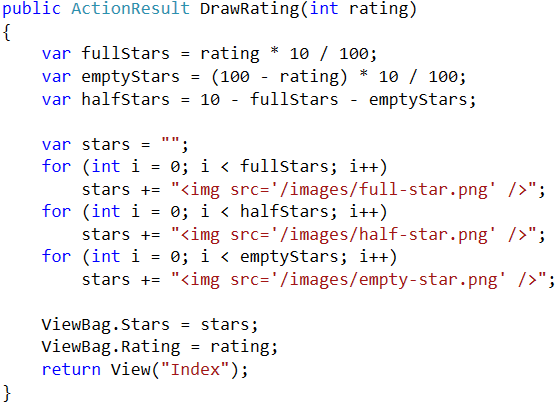 public ActionResult DrawRating(int rating)
{
    var fullStars = rating * 10 / 100;
    var emptyStars = (100 - rating) * 10 / 100;
    var halfStars = 10 - fullStars - emptyStars;

    var stars = "";
    for (int i = 0; i < fullStars; i++)
        stars += "<img src='/images/full-star.png' />";
    for (int i = 0; i < halfStars; i++)
        stars += "<img src='/images/half-star.png' />";
    for (int i = 0; i < emptyStars; i++)
        stars += "<img src='/images/empty-star.png' />";

    ViewBag.Stars = stars;
    ViewBag.Rating = rating;
    return View("Index");
}